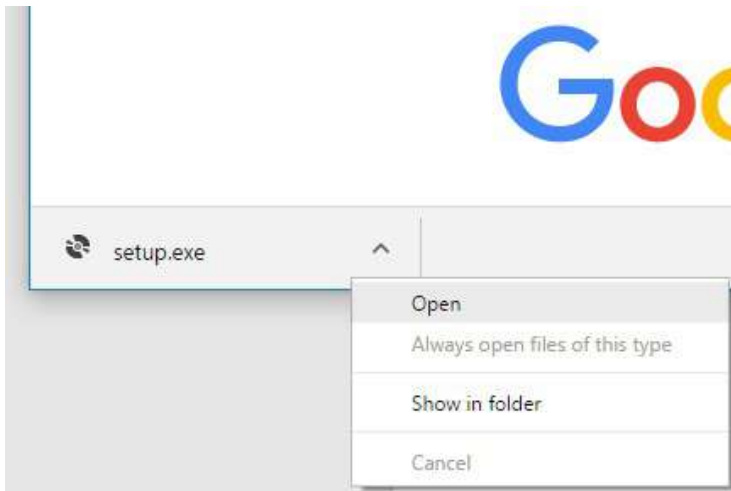 Goo
setup.exe
Open
Always open files of this type
Show in folder
Cancel